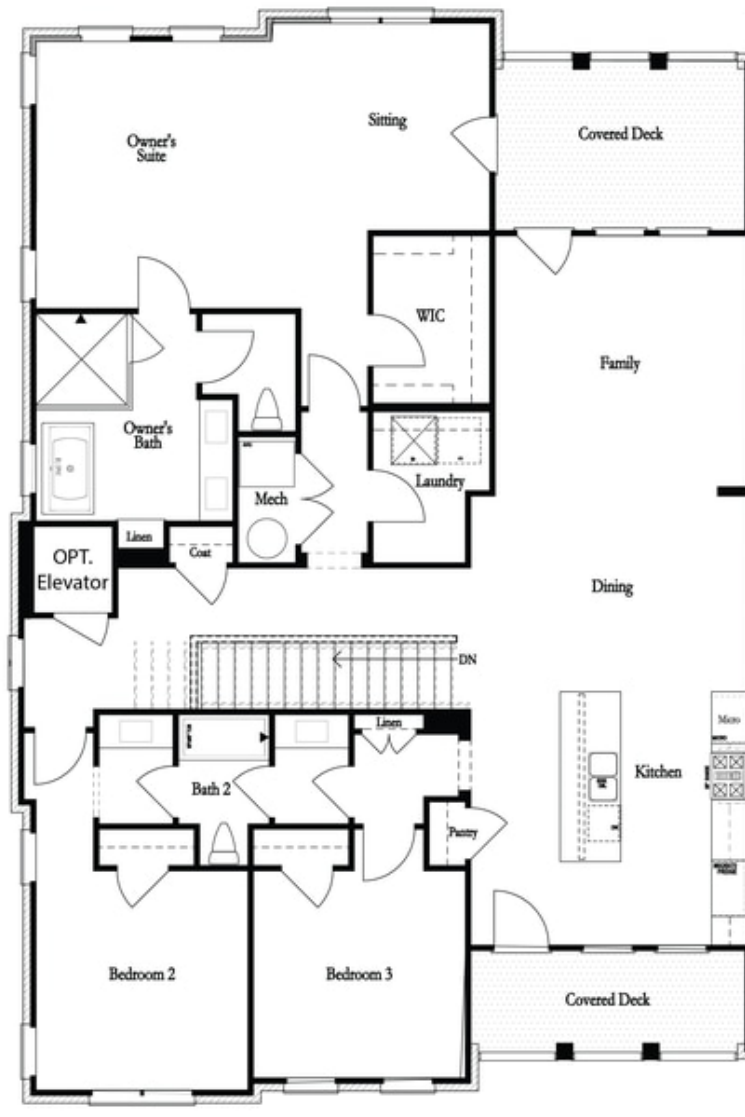 Sitting
Covered Deck
Owner's
Suite
WIC
Family
Owner's
Bath
Laundry
Mech
Linen
Coat
OPT.
Elevator
Dining
DN
Linen
Micro
Kitchen
Bath 2
Pantry
Bedroom 2
Bedroom 3
Covered Deck